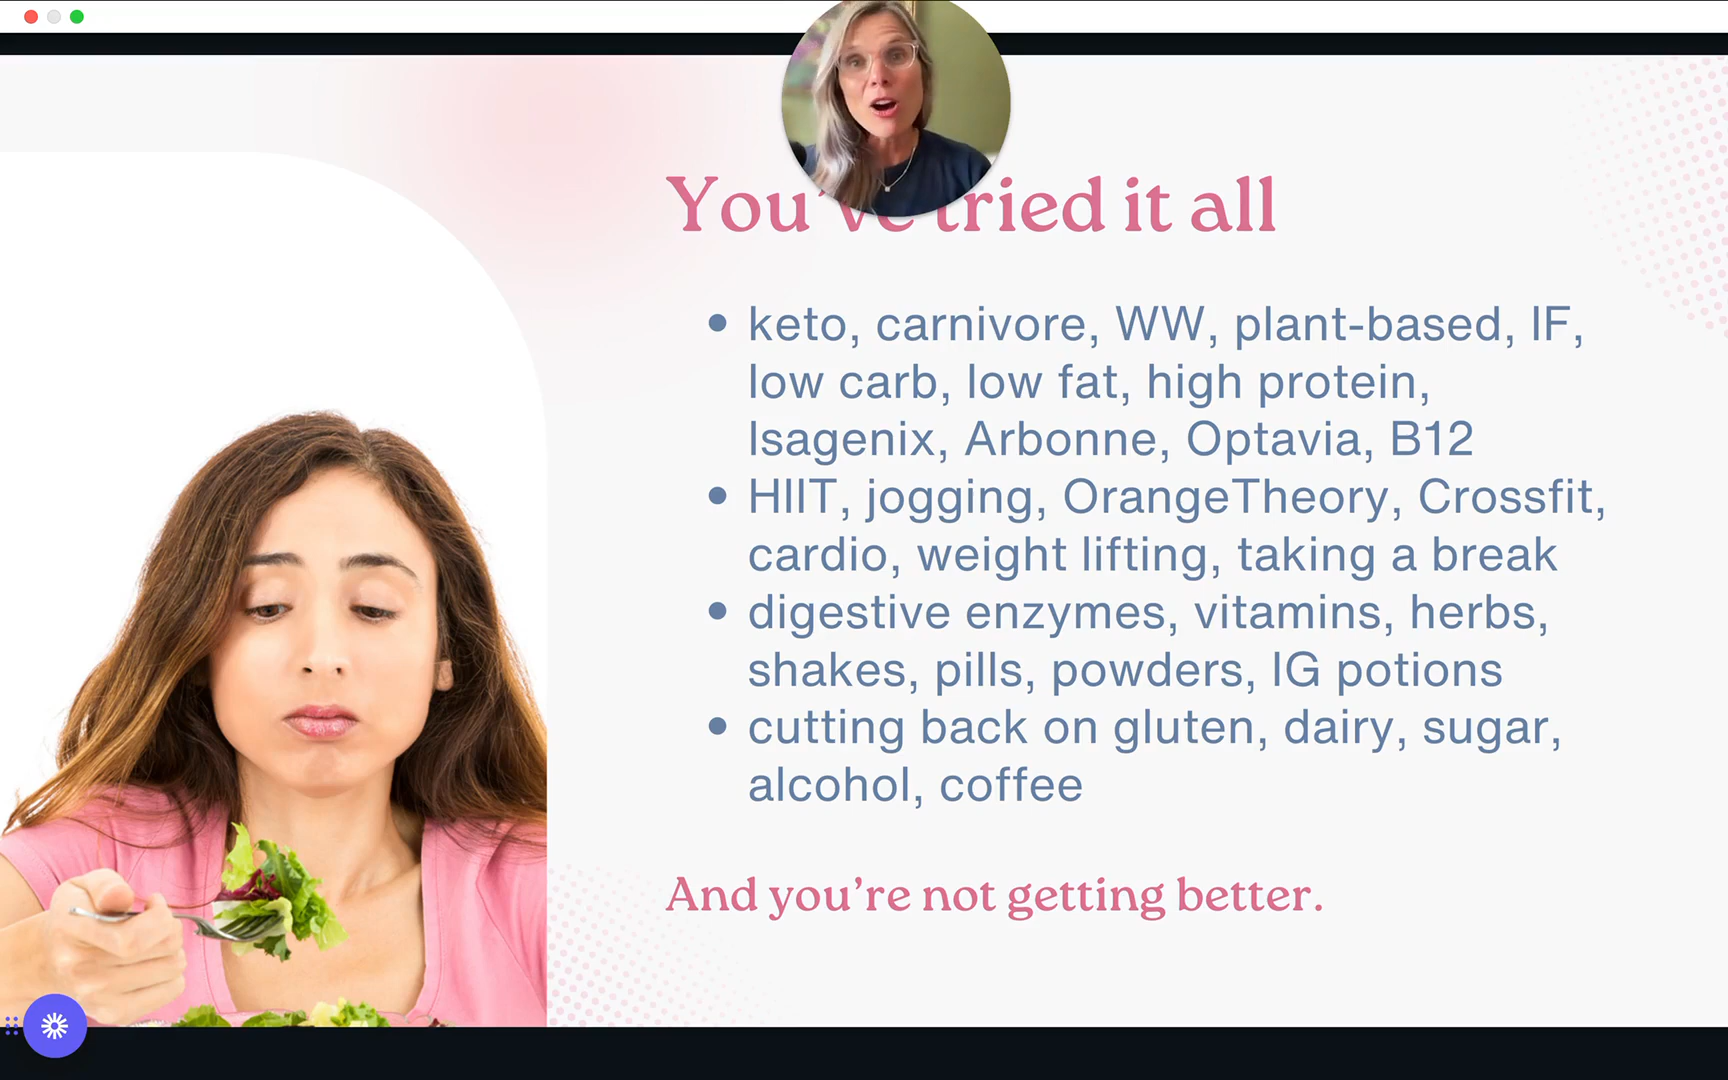 You've tried it all
• keto, carnivore, WW, plant-based, IF,
low carb, low fat, high protein,
Isagenix, Arbonne, Optavia, B12
• HIIT, jogging, OrangeTheory, Crossfit,
cardio, weight lifting, taking a break
• digestive enzymes, vitamins, herbs,
shakes, pills, powders, IG potions
• cutting back on gluten, dairy, sugar,
alcohol, coffee
And you're not getting better.